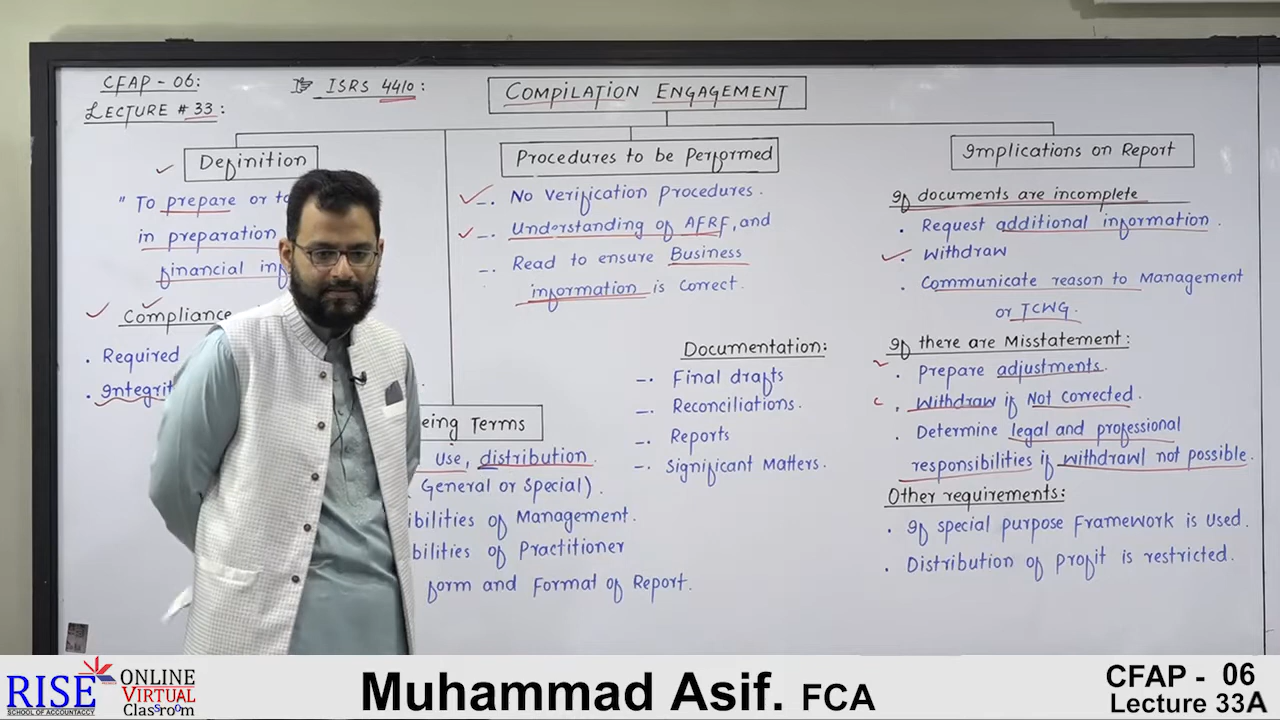 CFAP - 06:
LECTURE # 33 :
ISRS 4410 :
COMPILATION ENGAGEMENT
Definition
" To prepare or to
in preparation
financial in
Compliance
. Required
. Integrit
Procedures to be Performed
-. No Verification Procedures.
-. Understanding of AFRF, and
-. Read to ensure Business
information is correct.
Documentation:
-. Final drafts
-. Reconciliations.
-. Reports
-. Significant Matters.
eing Terms
Use, distribution.
( General or Special).
ibilities of Management.
bilities of Practitioner
form and Format of Report.
Implications on Report
If documents are incomplete
. Request additional information.
. Withdraw
. Communicate reason to Management
or TCWG.
If there are Misstatement:
. Prepare adjustments.
. Withdraw if Not corrected.
. Determine legal and professional
responsibilities if withdrawl not possible.
Other requirements:
. If special purpose Framework is used.
. Distribution of profit is restricted.
RISE
SCHOOL OF ACCOUNTANCY
ONLINE
VIRTUAL
Classroom
Muhammad Asif. FCA
CFAP - 06
Lecture 33A